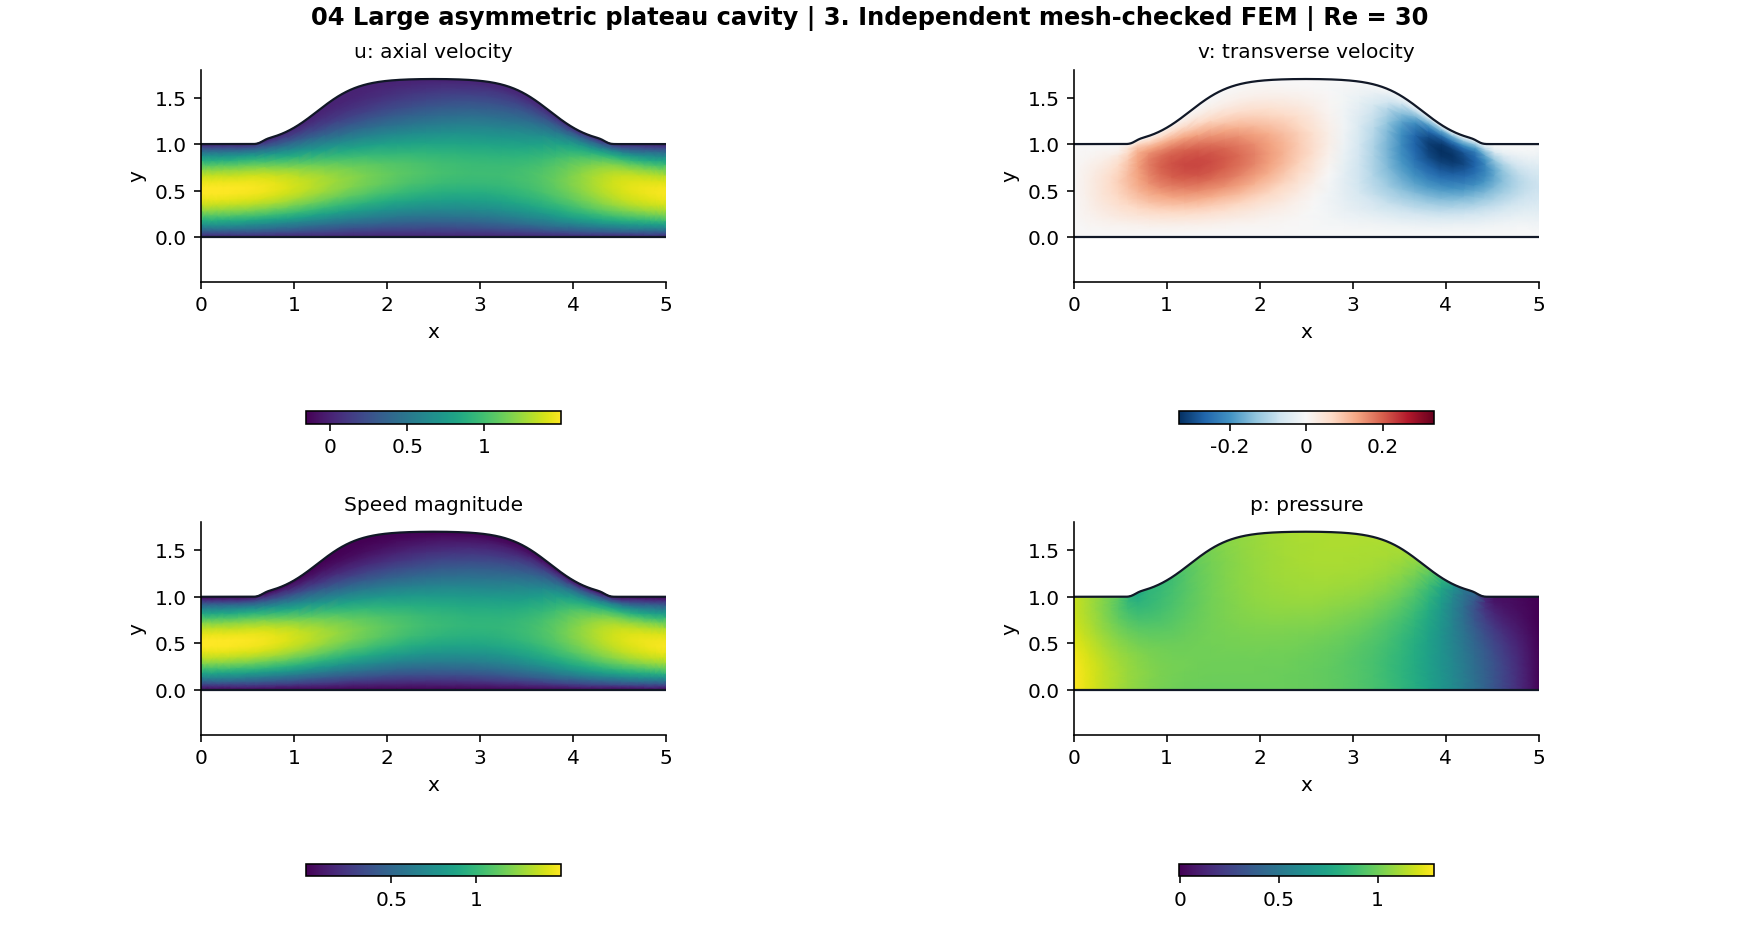 04 Large asymmetric plateau cavity | 3. Independent mesh-checked FEM | Re = 30
u: axial velocity
1.5
1.0
0.5
0.0
y
0 1 2 3 4 5
x
0 0.5 1
v: transverse velocity
1.5
1.0
0.5
0.0
y
0 1 2 3 4 5
x
-0.2 0 0.2
Speed magnitude
1.5
1.0
0.5
0.0
y
0 1 2 3 4 5
x
0.5 1
p: pressure
1.5
1.0
0.5
0.0
y
0 1 2 3 4 5
x
0 0.5 1